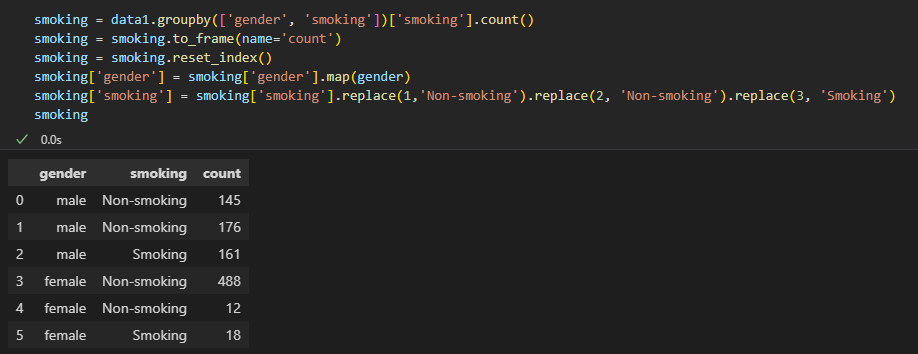 smoking = data1.groupby(['gender', 'smoking'])['smoking'].count()
smoking = smoking.to_frame(name='count')
smoking = smoking.reset_index()
smoking['gender'] = smoking['gender'].map(gender)
smoking['smoking'] = smoking['smoking'].replace(1,'Non-smoking').replace(2, 'Non-smoking').replace(3, 'Smoking')
smoking
0.0s
gender smoking count
0 male Non-smoking 145
1 male Non-smoking 176
2 male Smoking 161
3 female Non-smoking 488
4 female Non-smoking 12
5 female Smoking 18